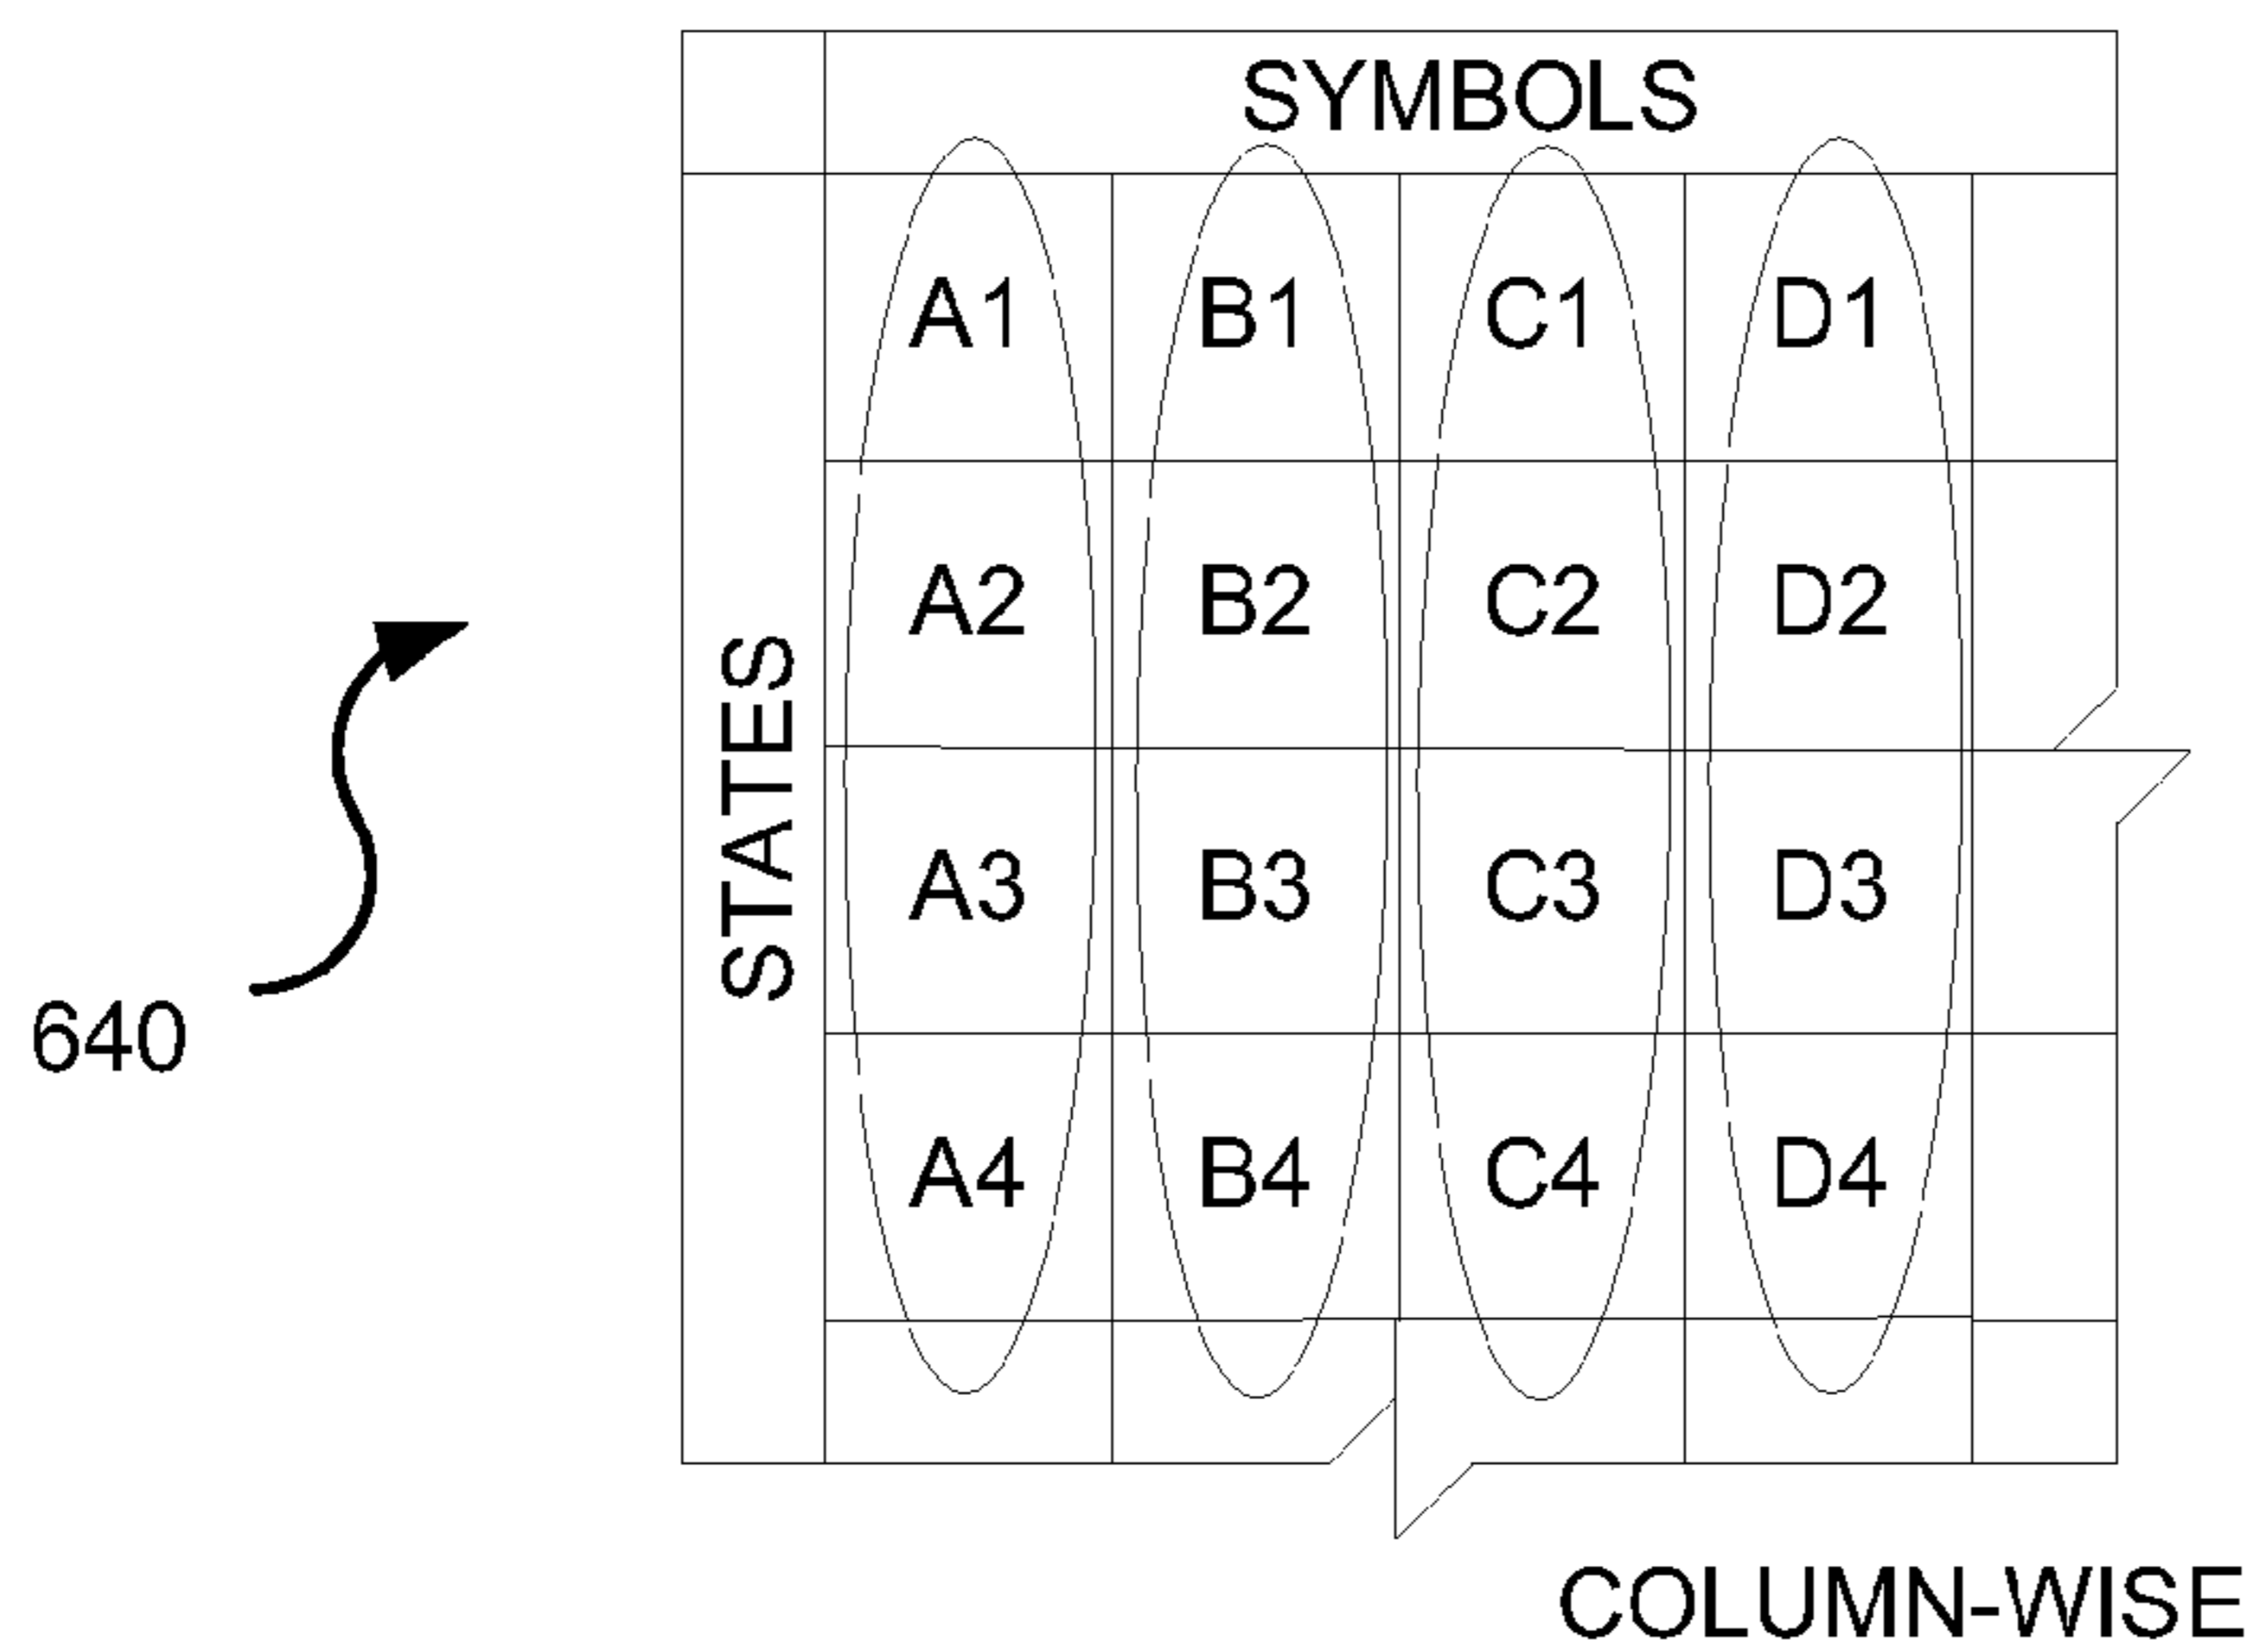 SYMBOLS
STATES
A1 B1 C1 D1
A2 B2 C2 D2
A3 B3 C3 D3
A4 B4 C4 D4
640
COLUMN-WISE